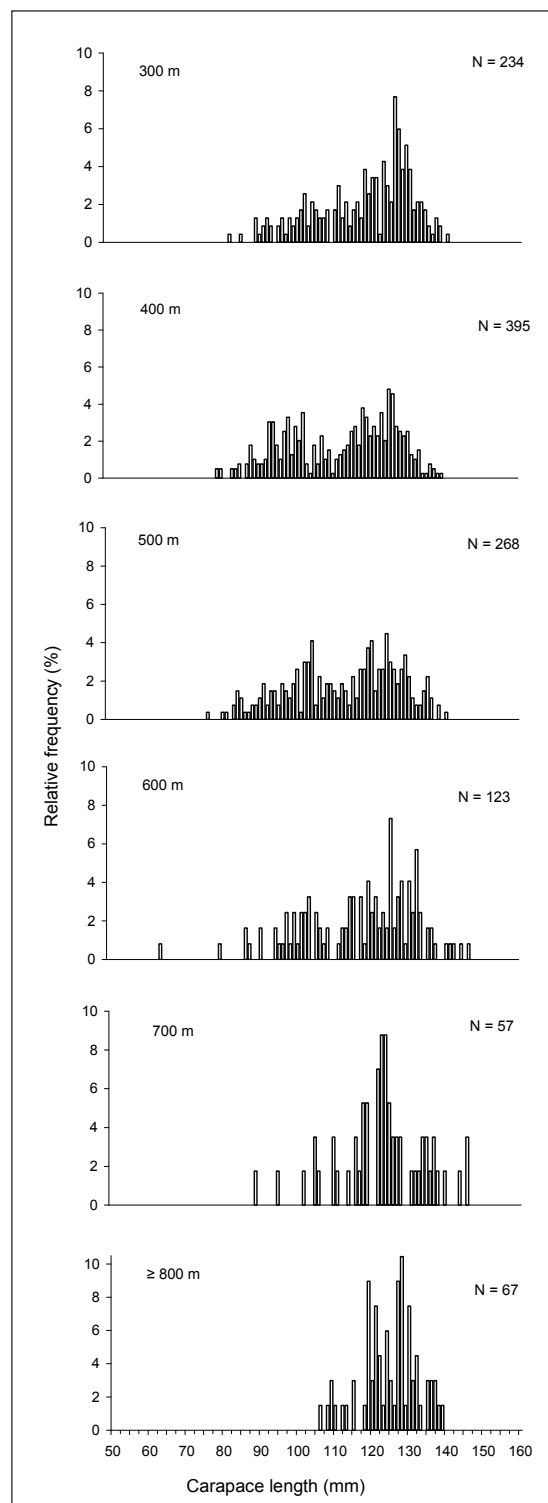 300 m
N = 234
10
8
6
4
2
0
400 m
N = 395
10
8
6
4
2
0
500 m
N = 268
10
8
6
4
2
0
Relative frequency (%)
600 m
N = 123
10
8
6
4
2
0
700 m
N = 57
10
8
6
4
2
0
≥ 800 m
N = 67
10
8
6
4
2
0
50 60 70 80 90 100 110 120 130 140 150 160
Carapace length (mm)